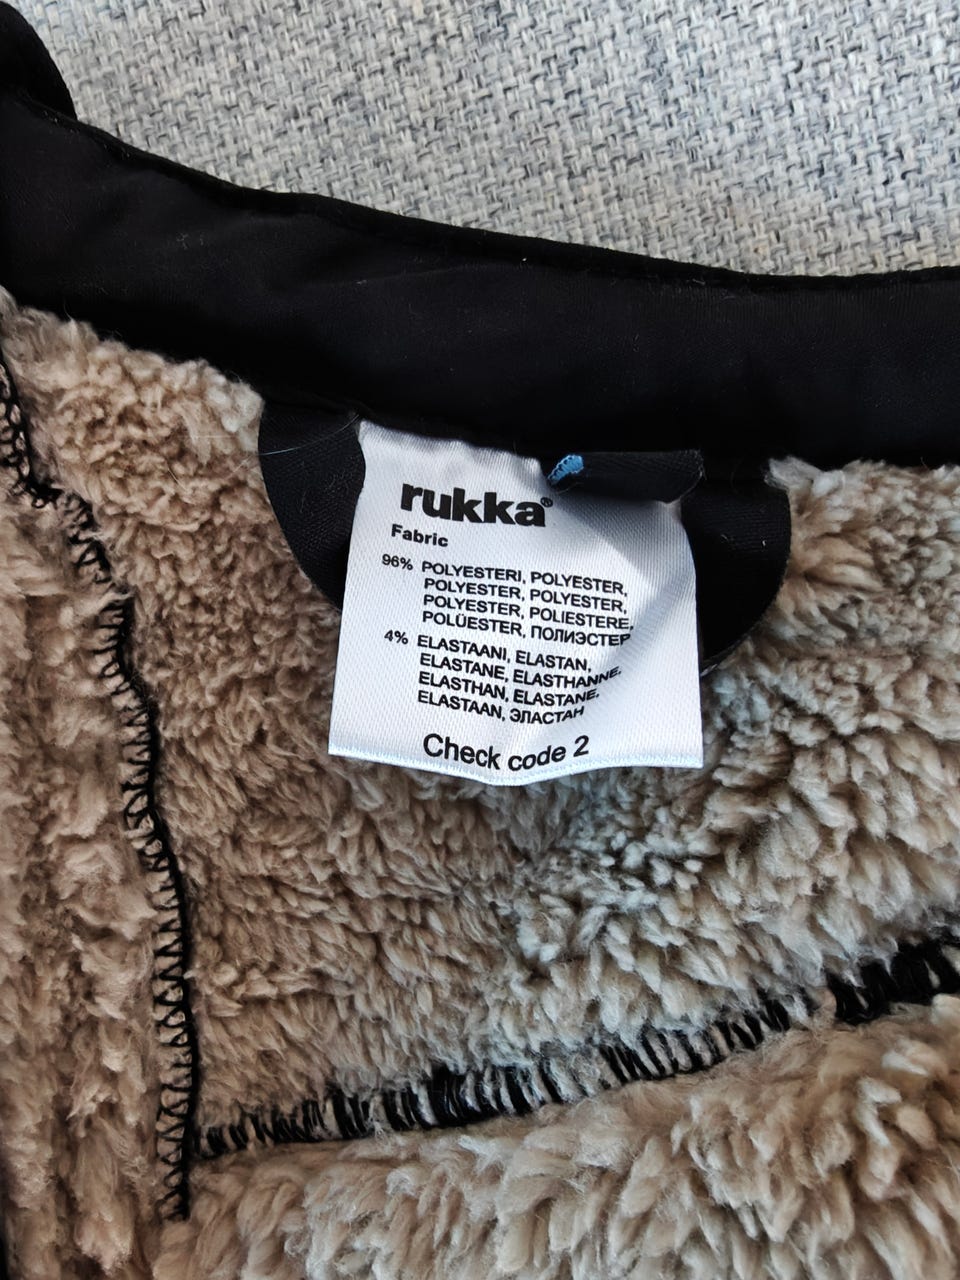 rukka®
Fabric
96% POLYESTERI, POLYESTER,
POLYESTER, POLYESTER,
POLYESTER, POLIESTERE,
POLÜESTER, ПОЛИЭСТЕР
4% ELASTAANI, ELASTAN,
ELASTANE, ELASTHANNE,
ELASTHAN, ELASTANE,
ELASTAAN, ЭЛАСТАН
Check code 2